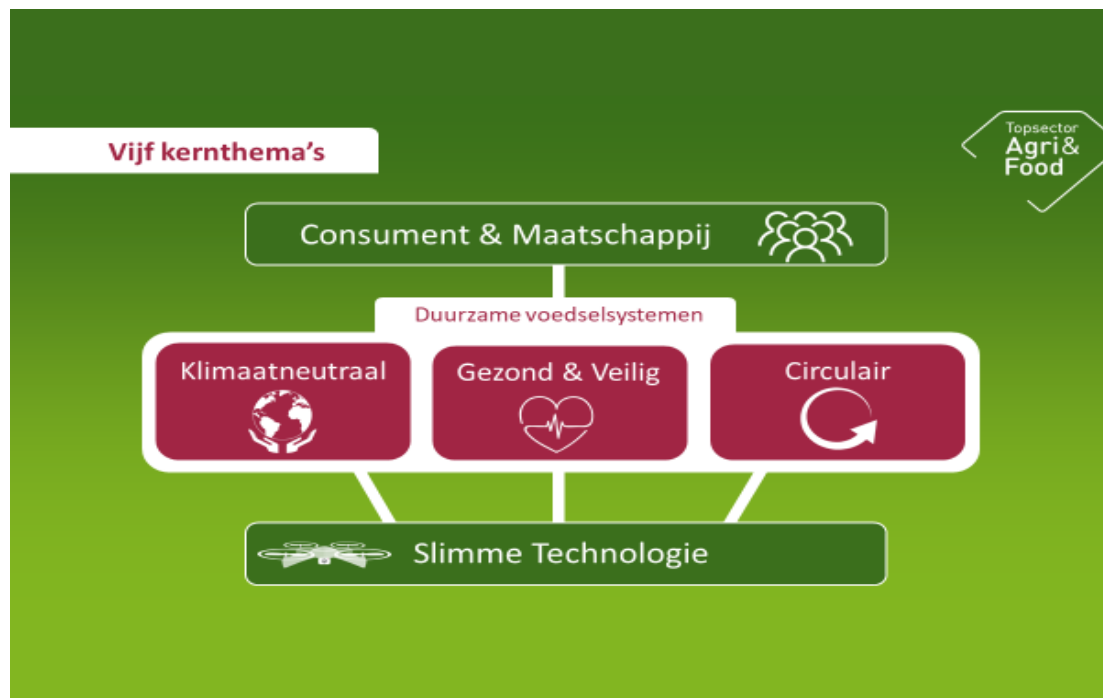 Vijf kernthema's
Topsector
Agri&
Food
Consument & Maatschappij
Duurzame voedselsystemen
Klimaatneutraal
Gezond & Veilig
Circulair
Slimme Technologie